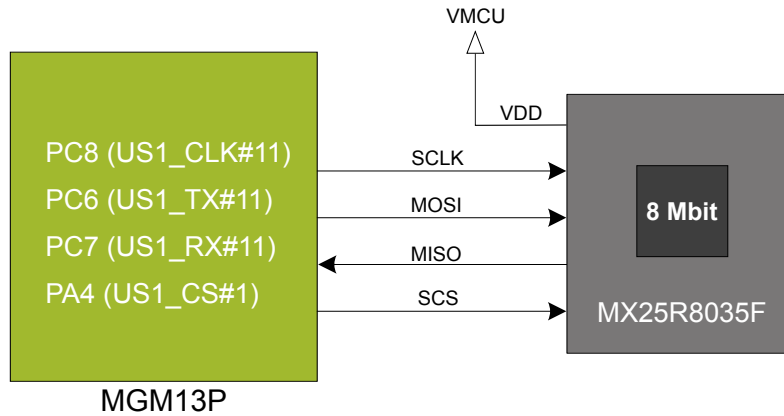 VMCU
VDD
PC8 (US1_CLK#11)
SCLK
PC6 (US1_TX#11)
MOSI
8 Mbit
PC7 (US1_RX#11)
MISO
PA4 (US1_CS#1)
SCS
MX25R8035F
MGM13P